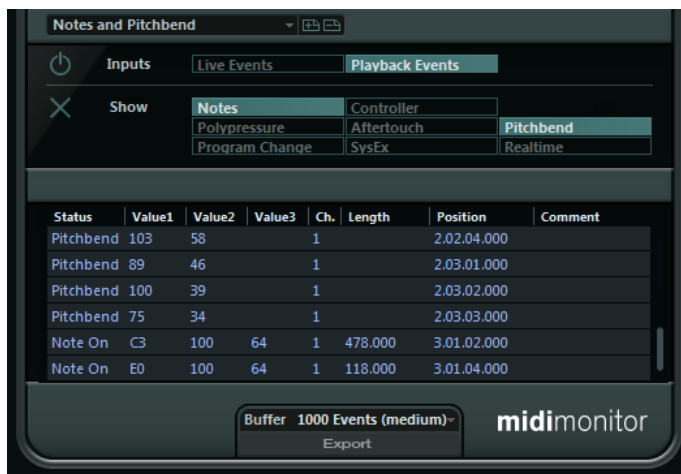 Notes and Pitchbend
Inputs Live Events Playback Events
Show Notes Controller
Polypressure Aftertouch Pitchbend
Program Change SysEx Realtime
Status Value1 Value2 Value3 Ch. Length Position Comment
Pitchbend 103 58 1 2.02.04.000
Pitchbend 89 46 1 2.03.01.000
Pitchbend 100 39 1 2.03.02.000
Pitchbend 75 34 1 2.03.03.000
Note On C3 100 64 1 478.000 3.01.02.000
Note On E0 100 64 1 118.000 3.01.04.000
Buffer 1000 Events (medium)
midimonitor
Export